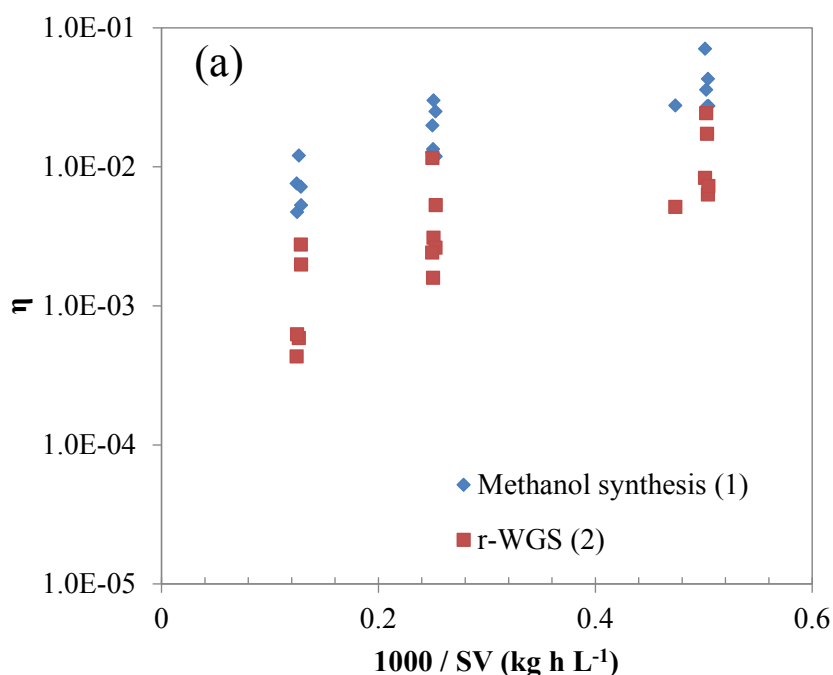 (a)
1.0E-01
1.0E-02
1.0E-03
1.0E-04
1.0E-05
η
Methanol synthesis (1)
r-WGS (2)
0 0.2 0.4 0.6
1000 / SV (kg h L⁻¹)